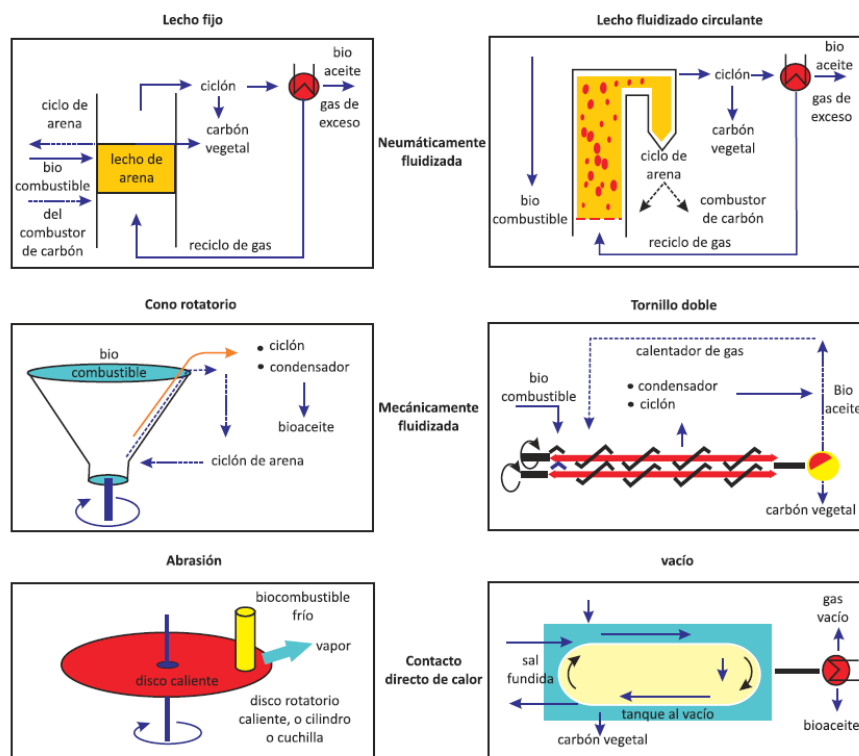 Lecho fijo
ciclo de
arena
bio
combustible
del
combustor
de carbón
lecho de
arena
ciclón
carbón
vegetal
bio
aceite
gas de
exceso
reciclo de gas
Neumáticamente
fluidizada
Lecho fluidizado circulante
bio
combustible
ciclón
carbón
vegetal
bio
aceite
gas de
exceso
ciclo de
arena
combustor
de carbón
reciclo de gas
Cono rotatorio
bio
combustible
• ciclón
• condensador
bioaceite
ciclón de arena
Mecánicamente
fluidizada
Tornillo doble
calentador de gas
bio
combustible
• condensador
• ciclón
Bio
aceite
carbón vegetal
Abrasión
biocombustible
frío
vapor
disco caliente
disco rotatorio
caliente, o cilindro
o cuchilla
Contacto
directo de calor
vacío
sal
fundida
tanque al vacío
carbón vegetal
gas
vacío
bioaceite